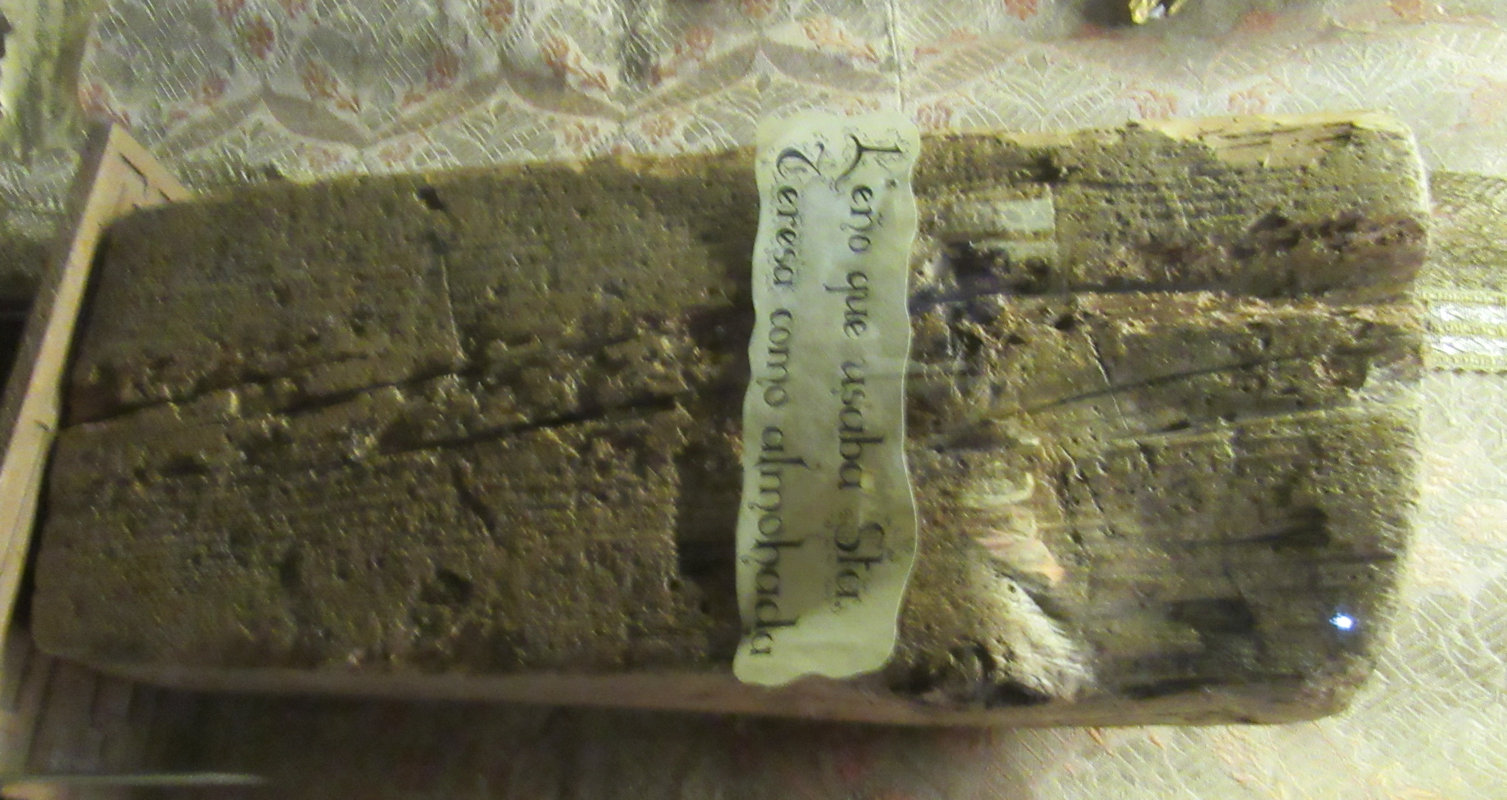 Leño que usaba Sta.
Teresa como almohada